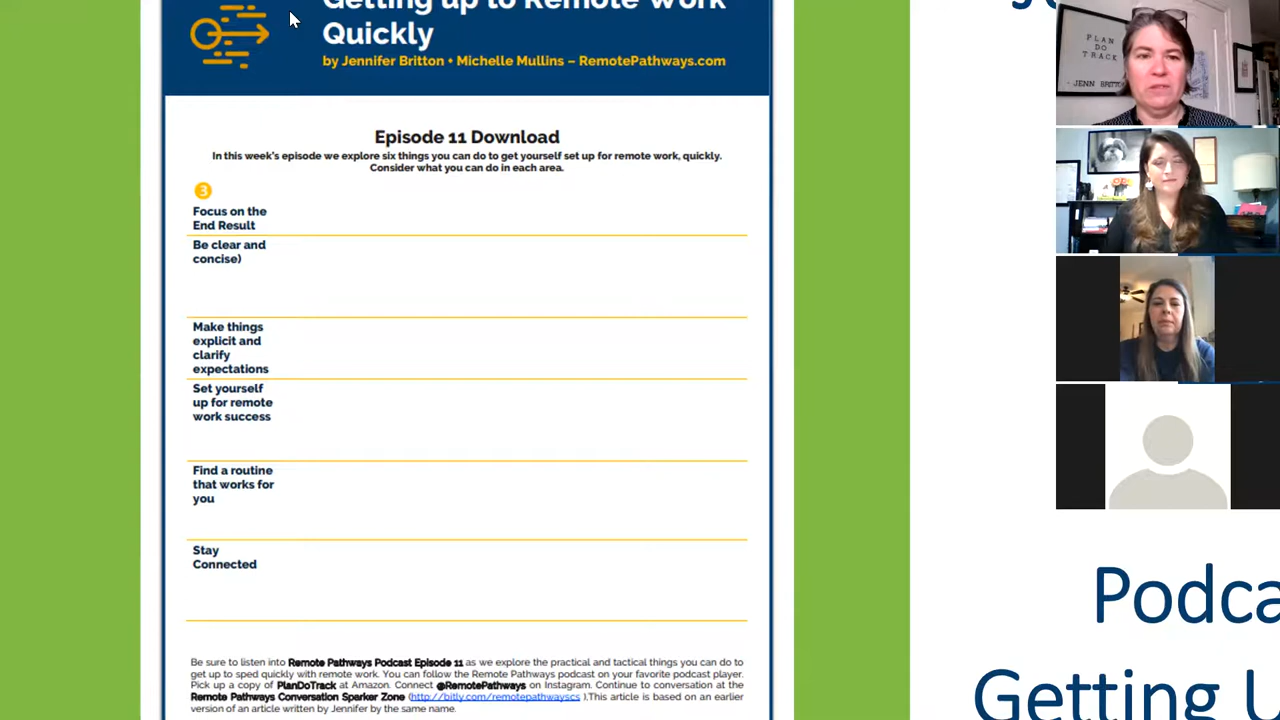 Getting up to Remote Work
Quickly
by Jennifer Britton • Michelle Mullins – RemotePathways.com
Episode 11 Download
In this week's episode we explore six things you can do to get yourself set up for remote work, quickly.
Consider what you can do in each area.
3
Focus on the
End Result
Be clear and
concise)
Make things
explicit and
clarify
expectations
Set yourself
up for remote
work success
Find a routine
that works for
you
Stay
Connected
Be sure to listen into Remote Pathways Podcast Episode 11 as we explore the practical and tactical things you can do to
get up to sped quickly with remote work. You can follow the Remote Pathways podcast on your favorite podcast player.
Pick up a copy of PlanDoTrack at Amazon. Connect @RemotePathways on Instagram. Continue to conversation at the
Remote Pathways Conversation Sparker Zone (http://bitly.com/remotepathwayscs ),This article is based on an earlier
version of an article written by Jennifer by the same name.
PLAN
DO
TRACK
- JENN BRITT
Podca
Getting U